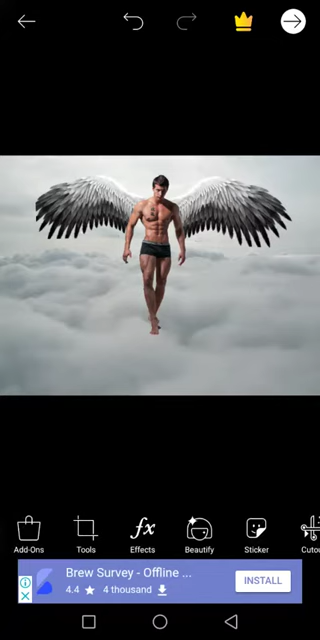 Add-Ons Tools Effects Beautify Sticker
Brew Survey - Offline ...
4.4 4 thousand INSTALL